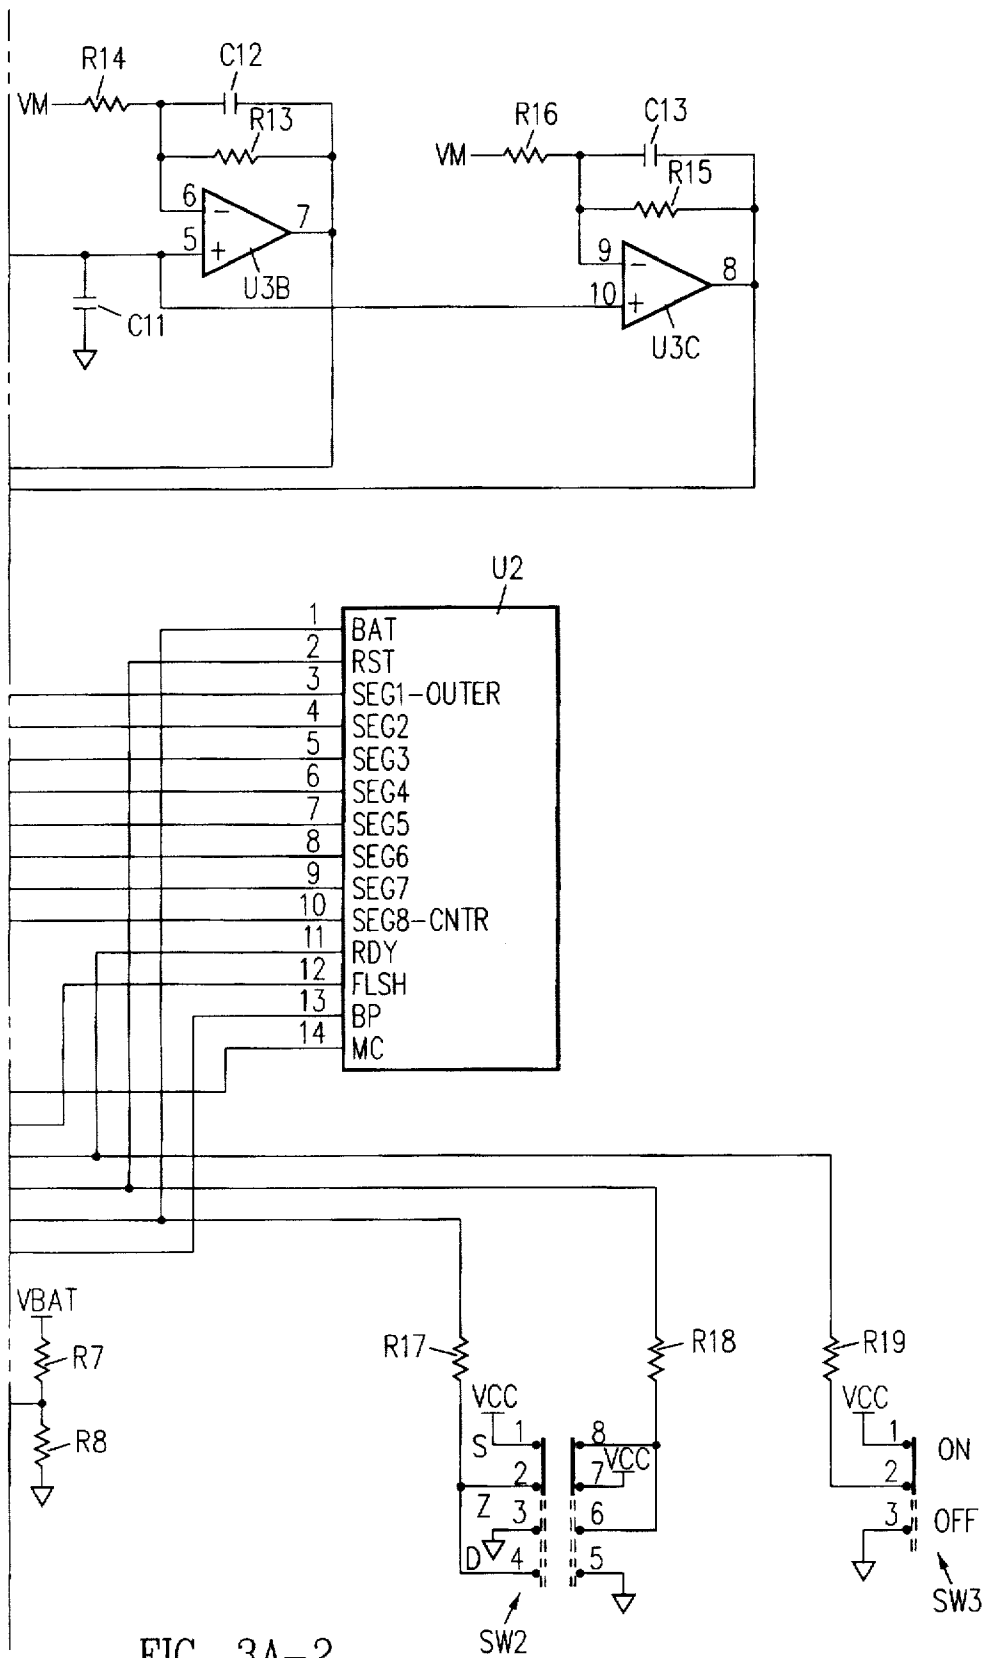 R14
C12
VM
R13
6
7
5
U3B
C11
R16
C13
VM
R15
9
8
10
U3C
U2
1 BAT
2 RST
3 SEG1-OUTER
4 SEG2
5 SEG3
6 SEG4
7 SEG5
8 SEG6
9 SEG7
10 SEG8-CNTR
11 RDY
12 FLSH
13 BP
14 MC
VBAT
R7
R8
R17
R18
R19
VCC
VCC
VCC
S 1
2
Z 3
D 4
8
7
6
5
1 ON
2
3 OFF
SW2
SW3
FIG. 3A-2